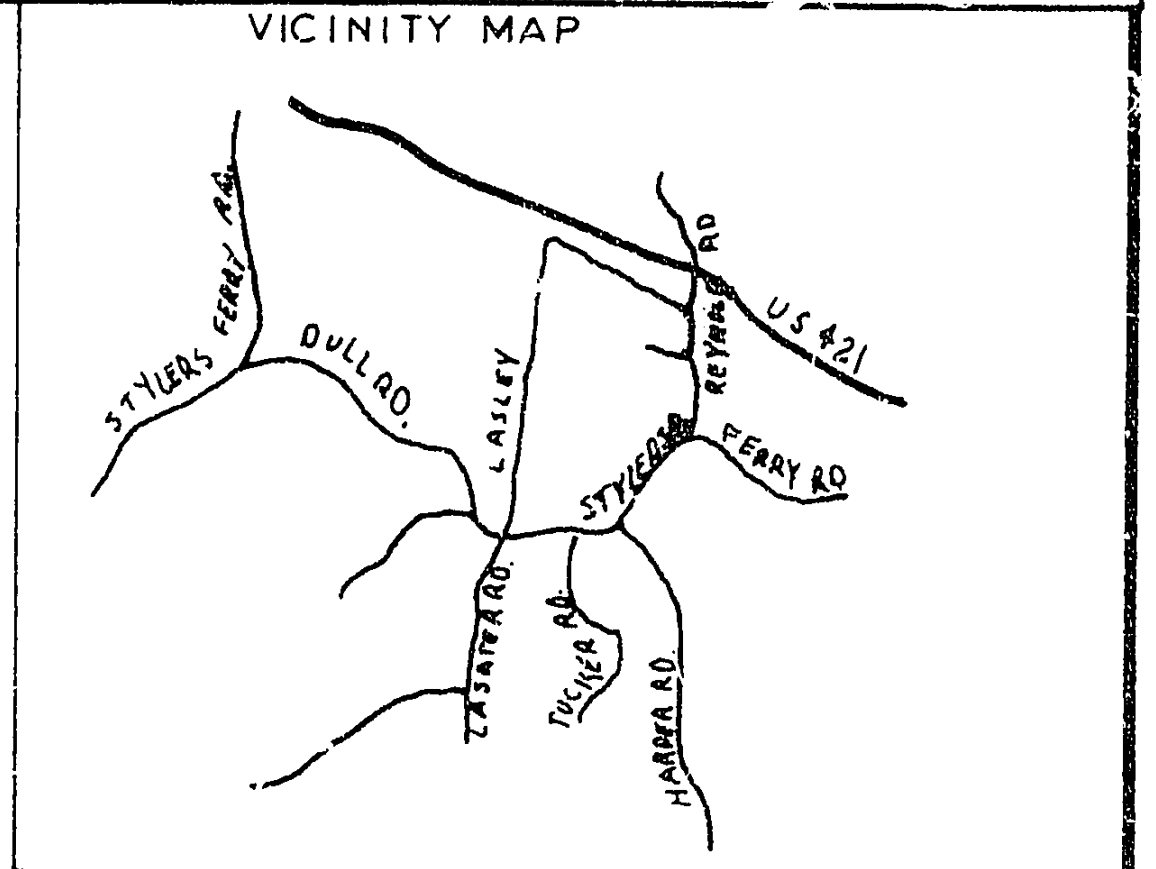 VICINITY MAP
STYLERS FERRY RD.
DULL RD.
LASLEY
RD
US 421
STYLERS
FERRY RD
LASATER RD.
TUCKER RD.
HARPER RD.